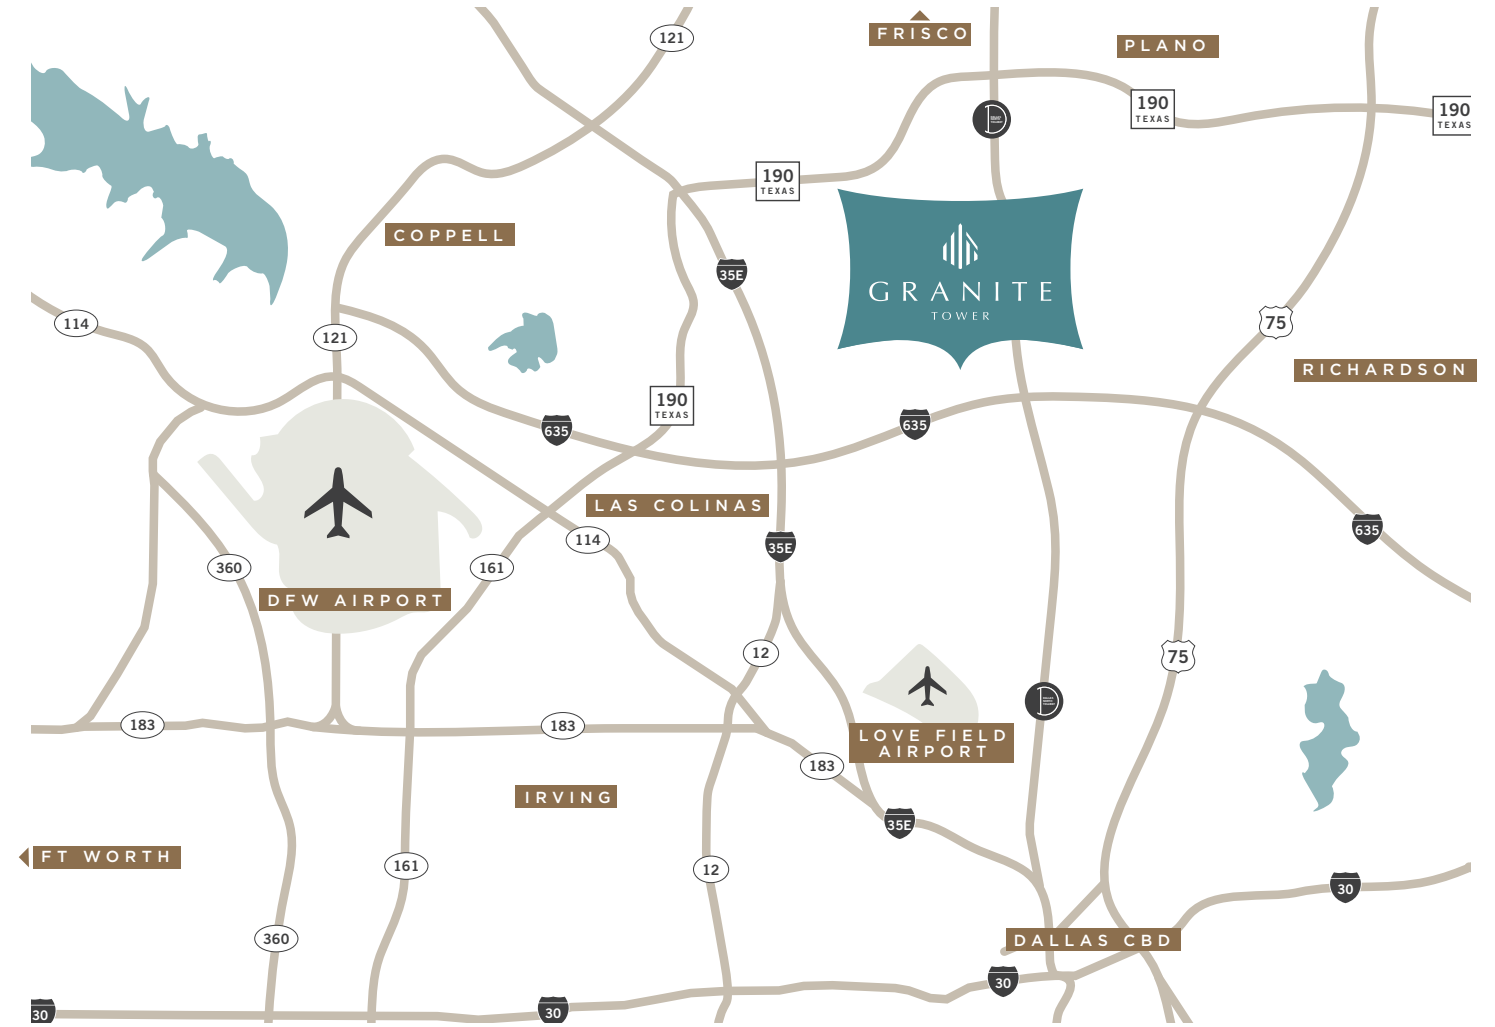 FRISCO
121
PLANO
190
TEXAS
190
TEXAS
190
TEXAS
COPPELL
35E
GRANITE
TOWER
114
121
75
RICHARDSON
190
TEXAS
635
635
LAS COLINAS
635
114
35E
360
161
DFW AIRPORT
12
75
183
183
LOVE FIELD
AIRPORT
183
IRVING
35E
FT WORTH
161
12
30
360
DALLAS CBD
30
30
30